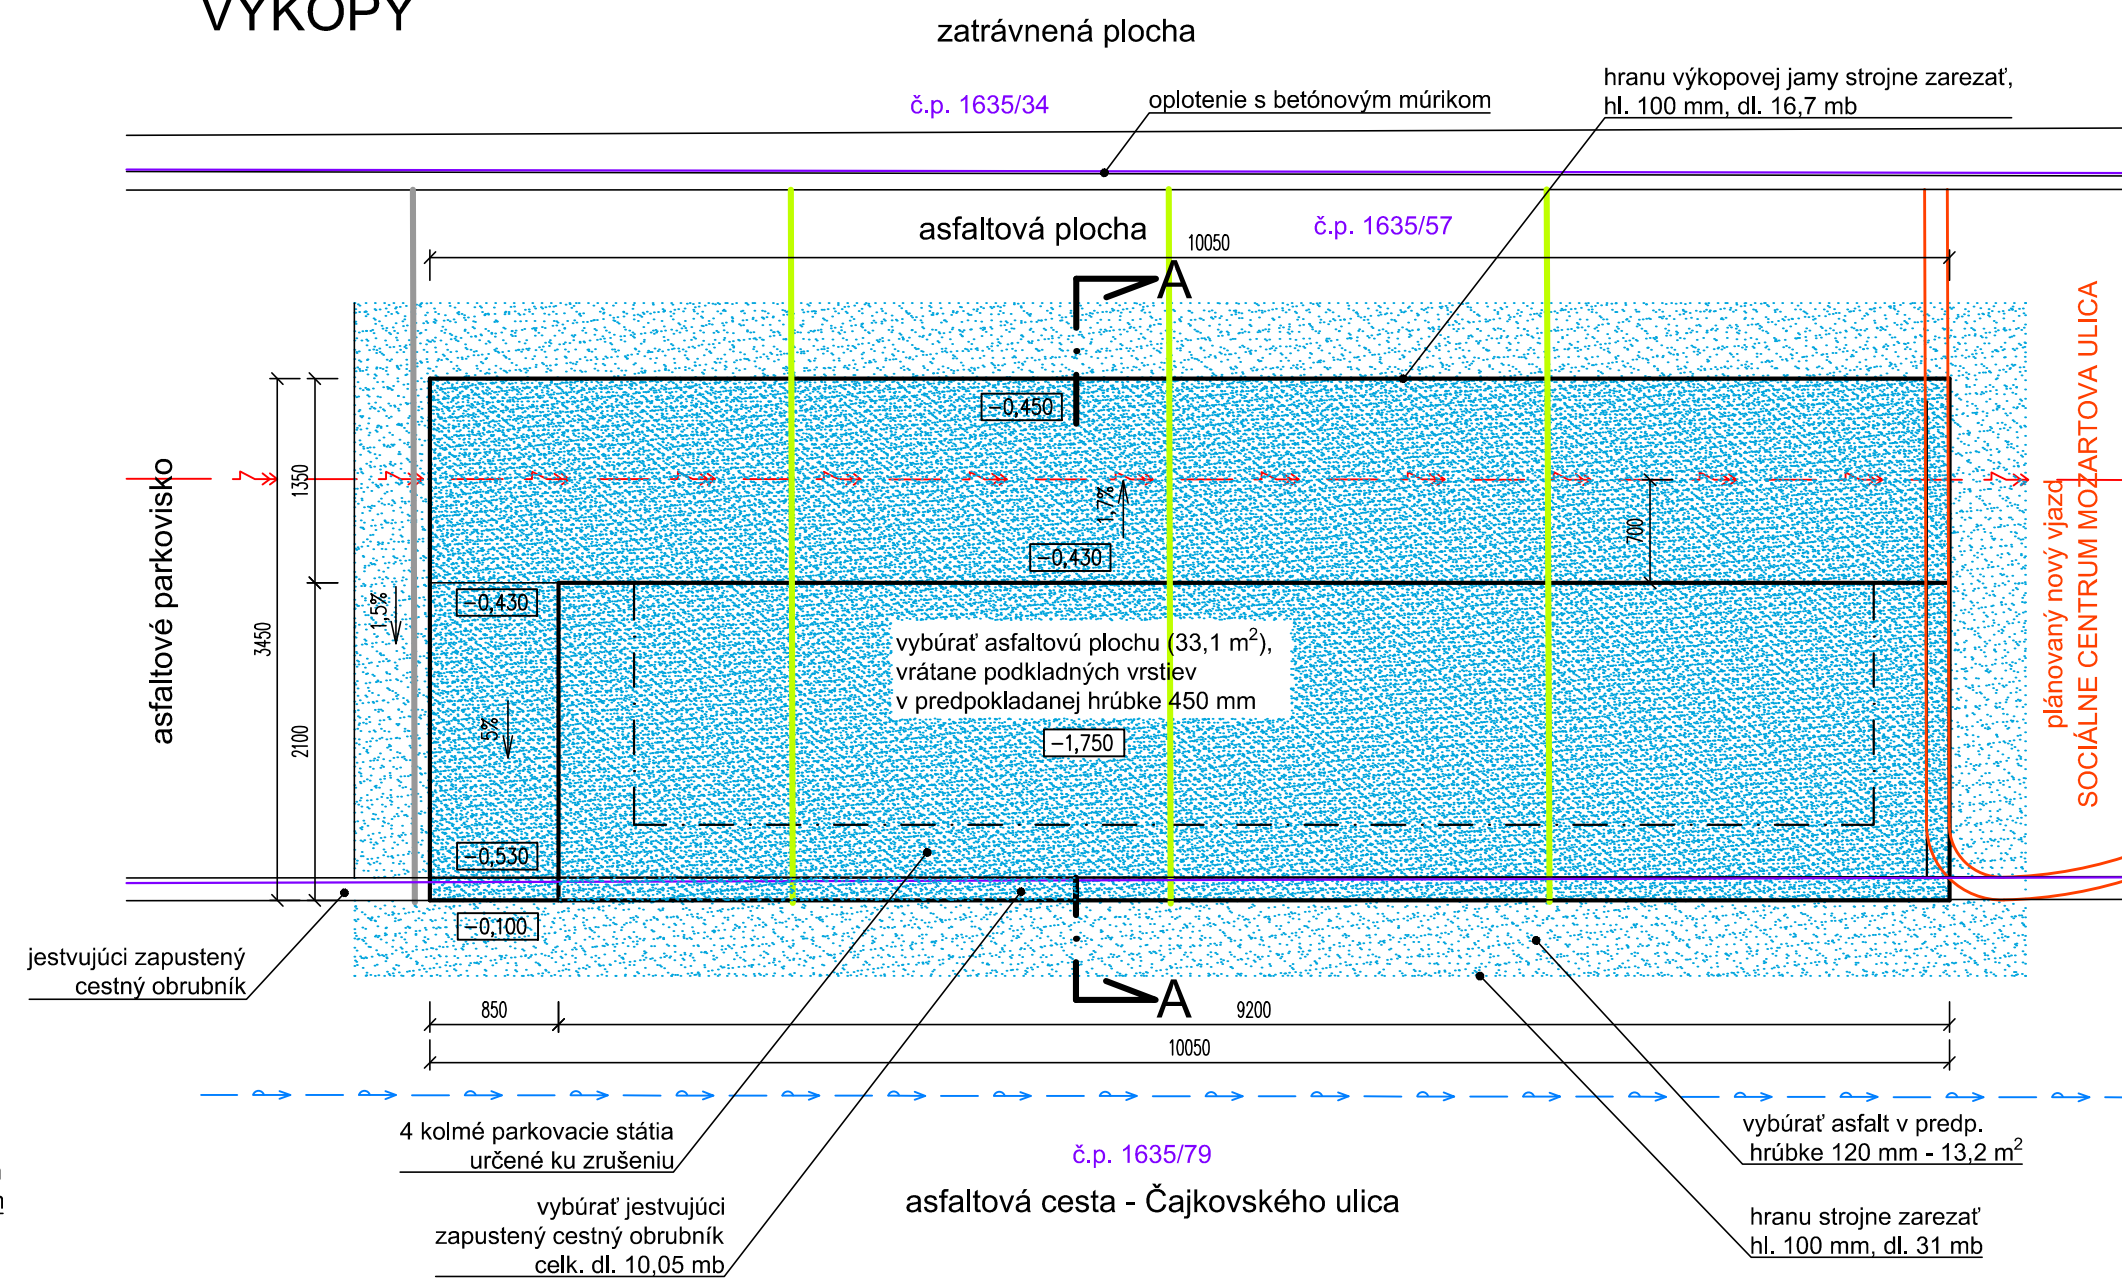 VÝKOPY
zatrávnená plocha
hranu výkopovej jamy strojne zarezať,
hl. 100 mm, dl. 16,7 mb
č.p. 1635/34
oplotenie s betónovým múrikom
asfaltová plocha
č.p. 1635/57
10050
A
-0,450
1350
3450
2100
1,7%
700
-0,430
-0,430
1,5%
5%
vybúrať asfaltovú plochu (33,1 m²),
vrátane podkladných vrstiev
v predpokladanej hrúbke 450 mm
-1,750
-0,530
-0,100
asfaltové parkovisko
plánovaný nový vjazd
SOCIÁLNE CENTRUM MOZARTOVA ULICA
jestvujúci zapustený
cestný obrubník
A
850
9200
10050
4 kolmé parkovacie státia
určené ku zrušeniu
č.p. 1635/79
vybúrať asfalt v predp.
hrúbke 120 mm - 13,2 m²
asfaltová cesta - Čajkovského ulica
vybúrať jestvujúci
zapustený cestný obrubník
celk. dl. 10,05 mb
hranu strojne zarezať
hl. 100 mm, dl. 31 mb